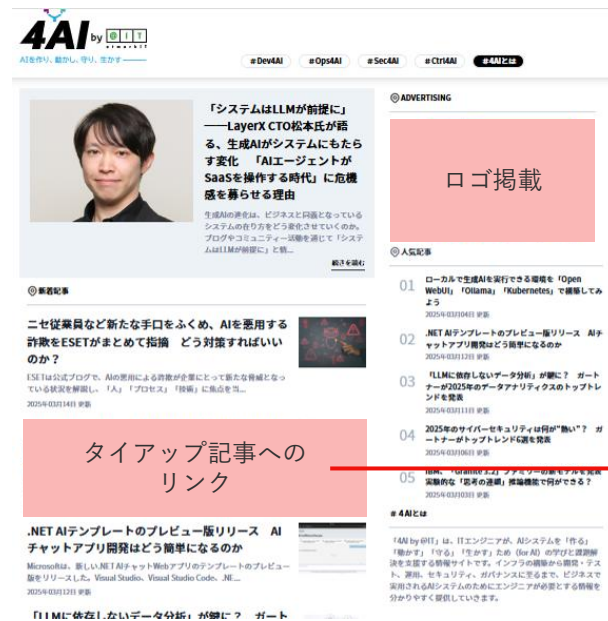 4AI by @IT
atmarkIT
AIを作り、動かし、守り、生かす
#Dev4AI #Ops4AI #Sec4AI #Ctrl4AI #4AIとは
「システムはLLMが前提に」
――LayerX CTO松本氏が語
る、生成AIがシステムにもたら
す変化 「AIエージェントが
SaaSを操作する時代」に危機
感を募らせる理由
生成AIの進化は、ビジネスと同義となっている
システムの在り方をどう変化させていくのか。
ブログやコミュニティー活動を通じて「システ
ムはLLMが前提に」と情...
続きを読む
新着記事
ニセ従業員など新たな手口をふくめ、AIを悪用する
詐欺をESETがまとめて指摘 どう対策すればいい
のか？
ESETは公式ブログで、AIの悪用による詐欺が企業にとって新たな脅威となっ
ている状況を解説し、「人」「プロセス」「技術」に焦点を当...
2025年03月14日 更新
タイアップ記事への
リンク
.NET AIテンプレートのプレビュー版リリース AI
チャットアプリ開発はどう簡単になるのか
Microsoftは、新しい.NET AIチャットWebアプリのテンプレートのプレビュー
版をリリースした。Visual Studio、Visual Studio Code、.NE...
2025年03月12日 更新
「LLMに依存しないデータ分析」が鍵に？ ガート
ADVERTISING
ロゴ掲載
人気記事
01 ローカルで生成AIを実行できる環境を「Open
WebUI」「Ollama」「Kubernetes」で構築してみ
よう
2025年03月04日 更新
02 .NET AIテンプレートのプレビュー版リリース AIチ
ャットアプリ開発はどう簡単になるのか
2025年03月12日 更新
03 「LLMに依存しないデータ分析」が鍵に？ ガート
ナーが2025年のデータアナリティクスのトップトレ
ンドを発表
2025年03月11日 更新
04 2025年のサイバーセキュリティは何が“熱い”？ ガ
ートナーがトップトレンド6選を発表
2025年03月06日 更新
05 IBM、「Granite 3.2」ファミリーの新モデルを発表
実験的な「思考の連鎖」推論機能で何ができる？
2025年03月03日 更新
# 4AIとは
「4AI by @IT」は、ITエンジニアが、AIシステムを「作る」
「動かす」「守る」「生かす」ため（for AI）の学びと課題解
決を支援する情報サイトです。インフラの構築から開発・テス
ト、運用、セキュリティ、ガバナンスに至るまで、ビジネスで
実用されるAIシステムのためにエンジニアが必要とする情報を
分かりやすく提供していきます。